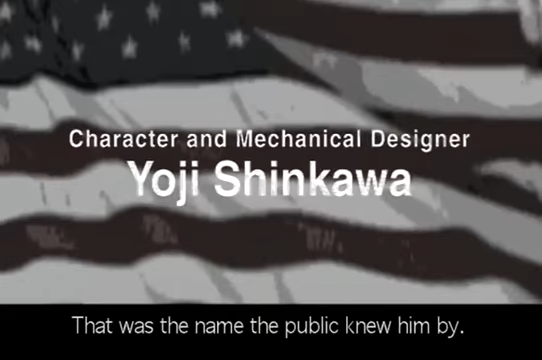 Character and Mechanical Designer
Yoji Shinkawa
That was the name the public knew him by.